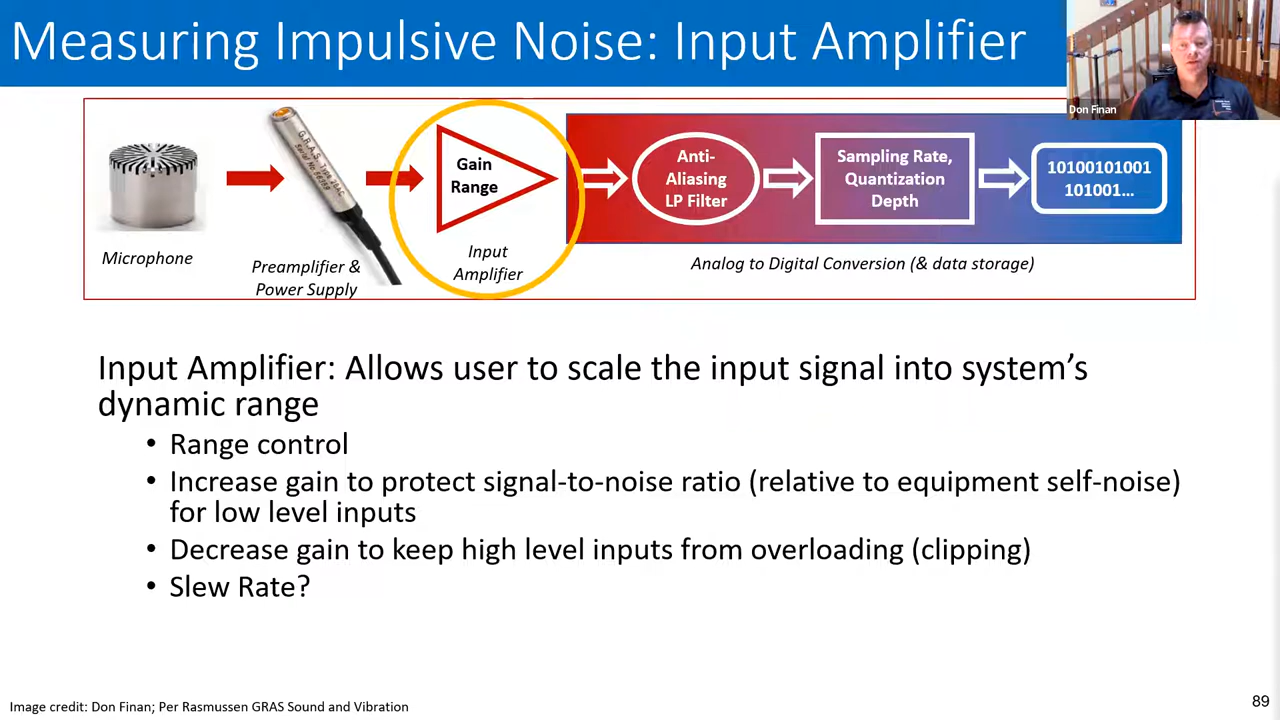 Measuring Impulsive Noise: Input Amplifier
Don Finan
Gain
Range
Anti-
Aliasing
LP Filter
Sampling Rate,
Quantization
Depth
10100101001
101001…
Microphone
Preamplifier &
Power Supply
Input
Amplifier
Analog to Digital Conversion (& data storage)
Input Amplifier: Allows user to scale the input signal into system’s
dynamic range
• Range control
• Increase gain to protect signal-to-noise ratio (relative to equipment self-noise)
for low level inputs
• Decrease gain to keep high level inputs from overloading (clipping)
• Slew Rate?
Image credit: Don Finan; Per Rasmussen GRAS Sound and Vibration
89